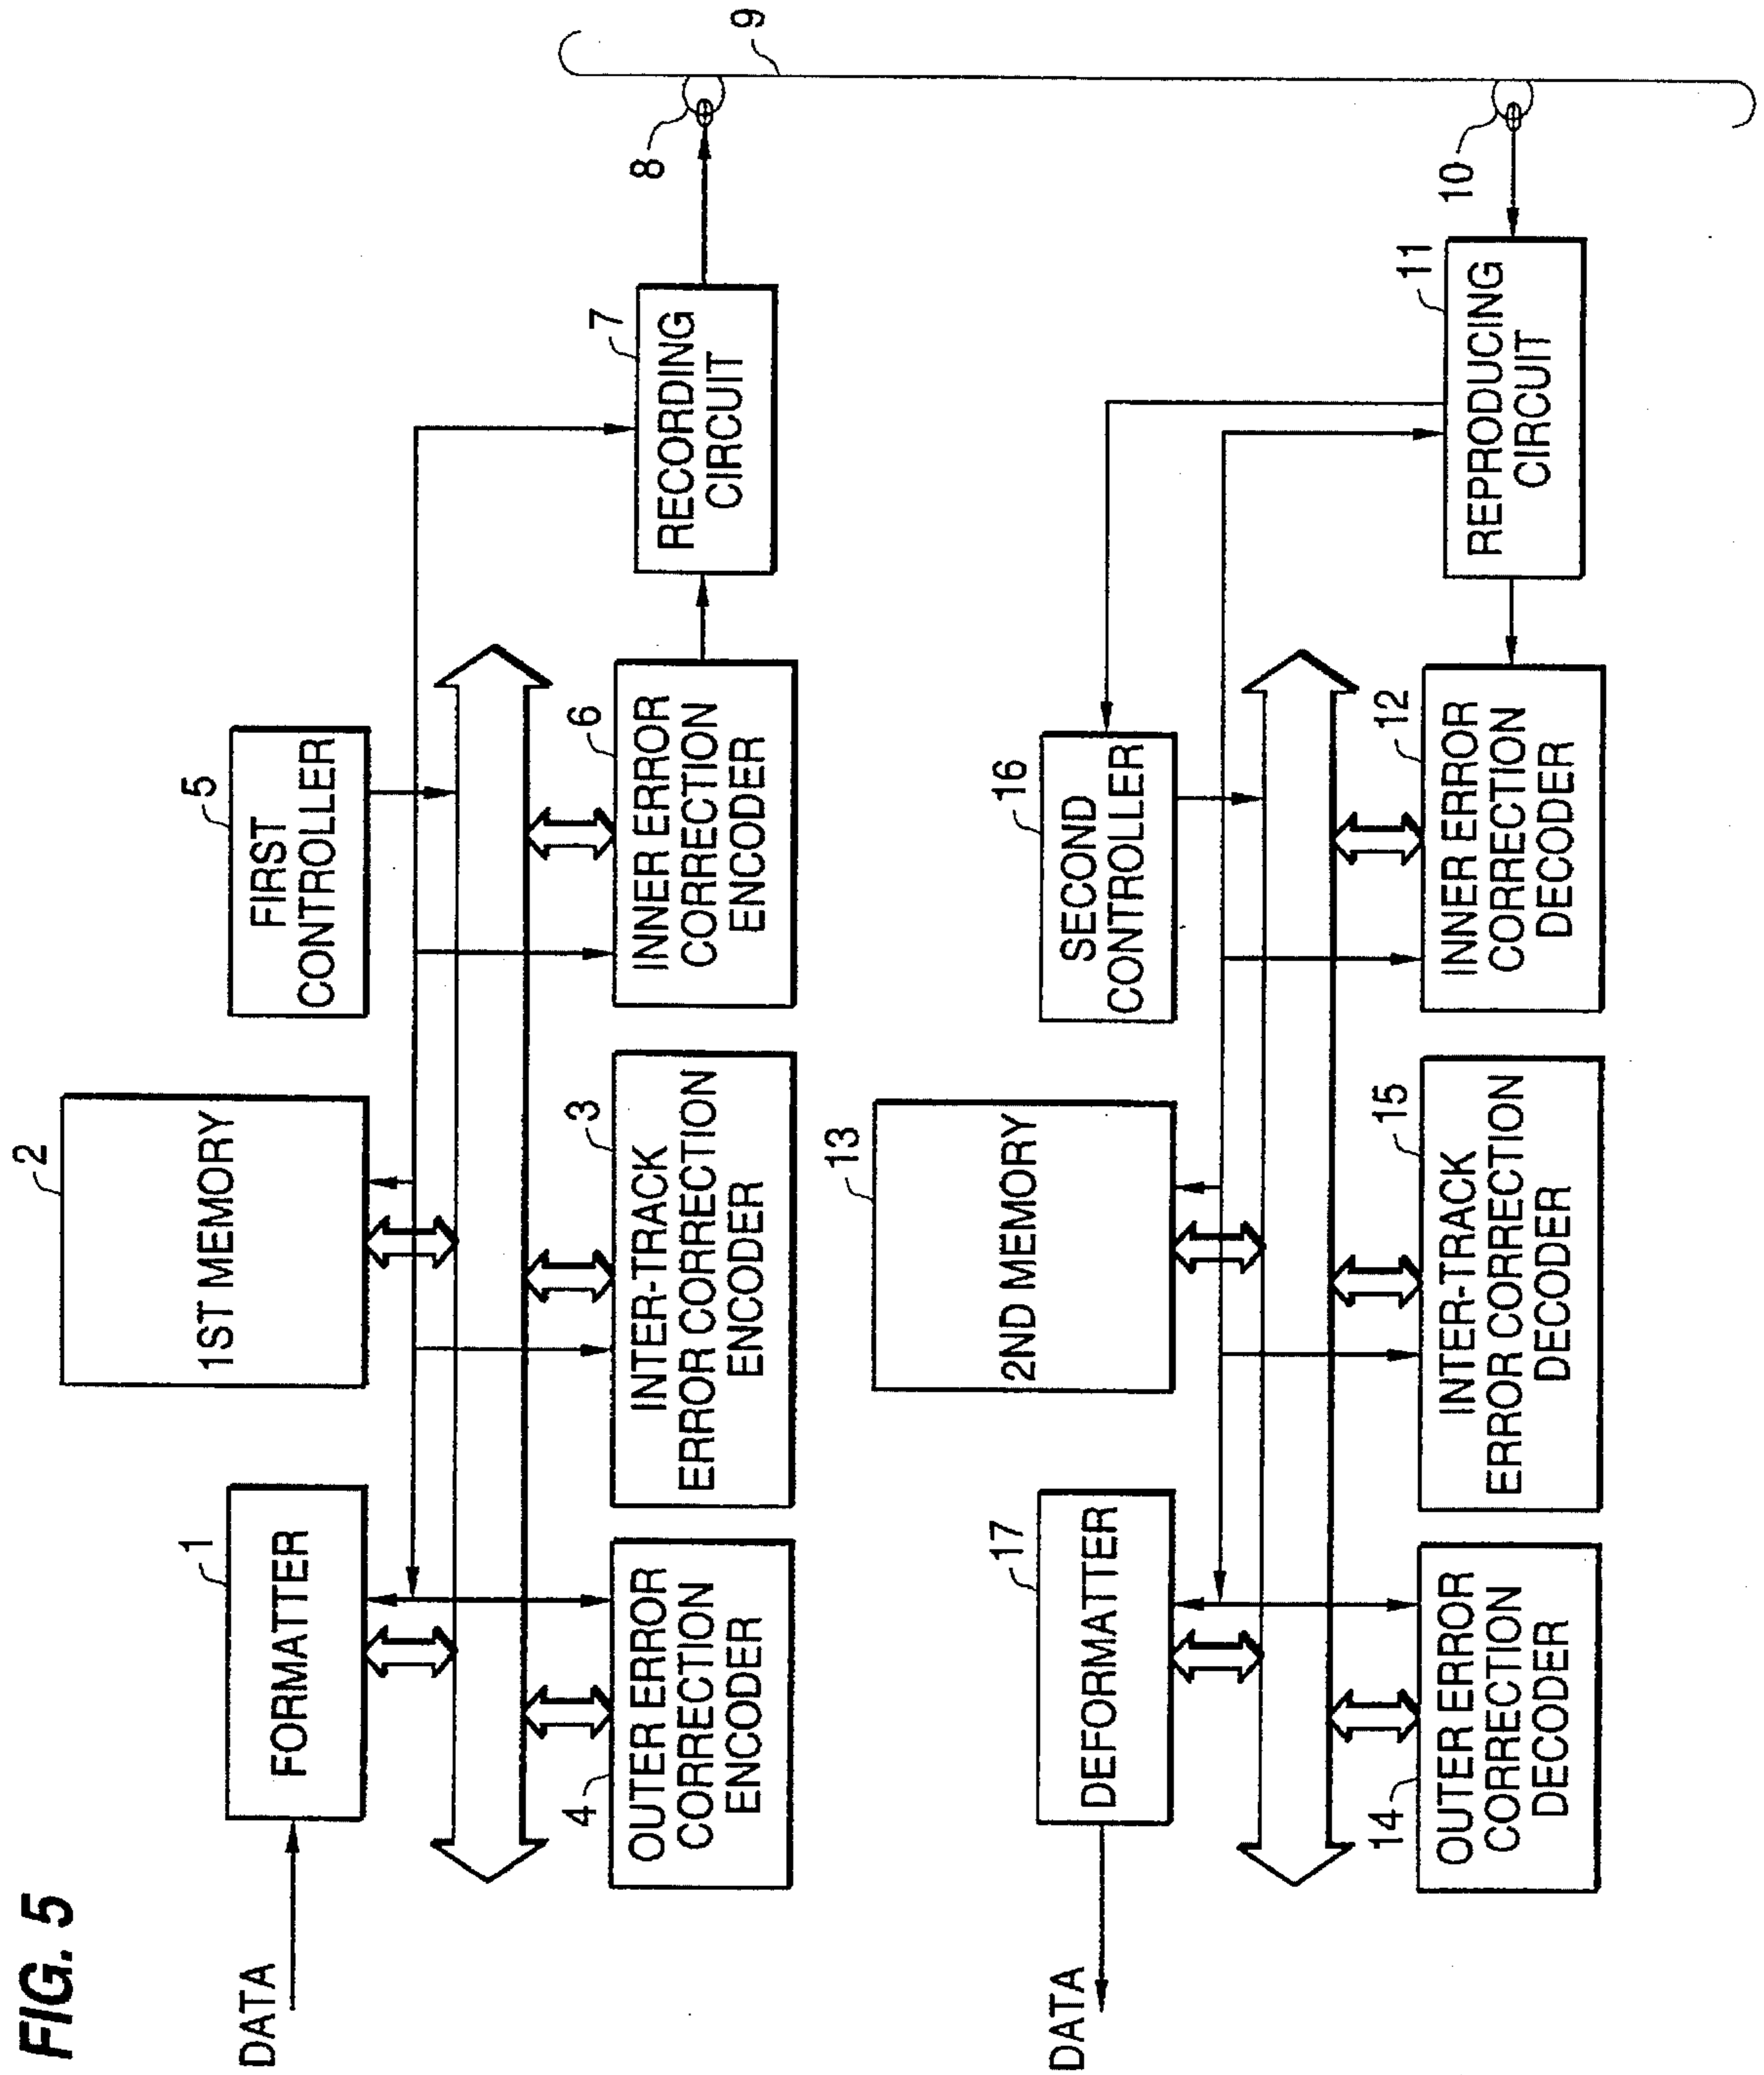 FIG. 5
2
1ST MEMORY
1
5
FORMATTER
FIRST
CONTROLLER
DATA
4
3
6
7
8
9
OUTER ERROR
CORRECTION
ENCODER
INTER-TRACK
ERROR CORRECTION
ENCODER
INNER ERROR
CORRECTION
ENCODER
RECORDING
CIRCUIT
13
2ND MEMORY
17
16
DEFORMATTER
SECOND
CONTROLLER
DATA
14
15
12
11
10
OUTER ERROR
CORRECTION
DECODER
INTER-TRACK
ERROR CORRECTION
DECODER
INNER ERROR
CORRECTION
DECODER
REPRODUCING
CIRCUIT